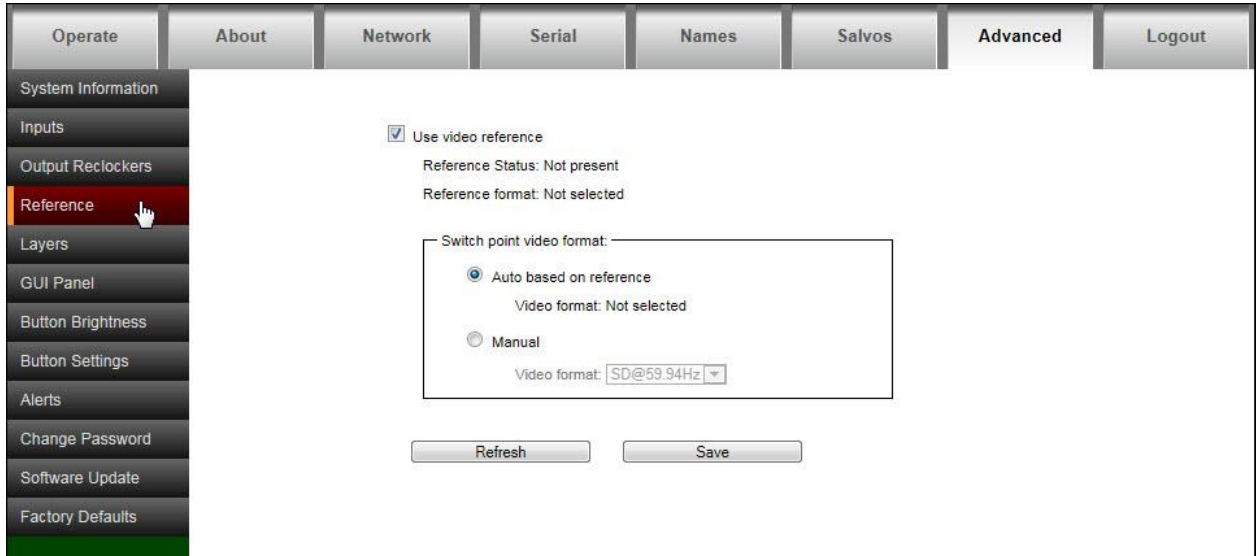 Operate About Network Serial Names Salvos Advanced Logout
System Information
Inputs
Output Reclockers
Reference
Layers
GUI Panel
Button Brightness
Button Settings
Alerts
Change Password
Software Update
Factory Defaults
Use video reference
Reference Status: Not present
Reference format: Not selected
Switch point video format:
Auto based on reference
Video format: Not selected
Manual
Video format: SD@59.94Hz
Refresh Save